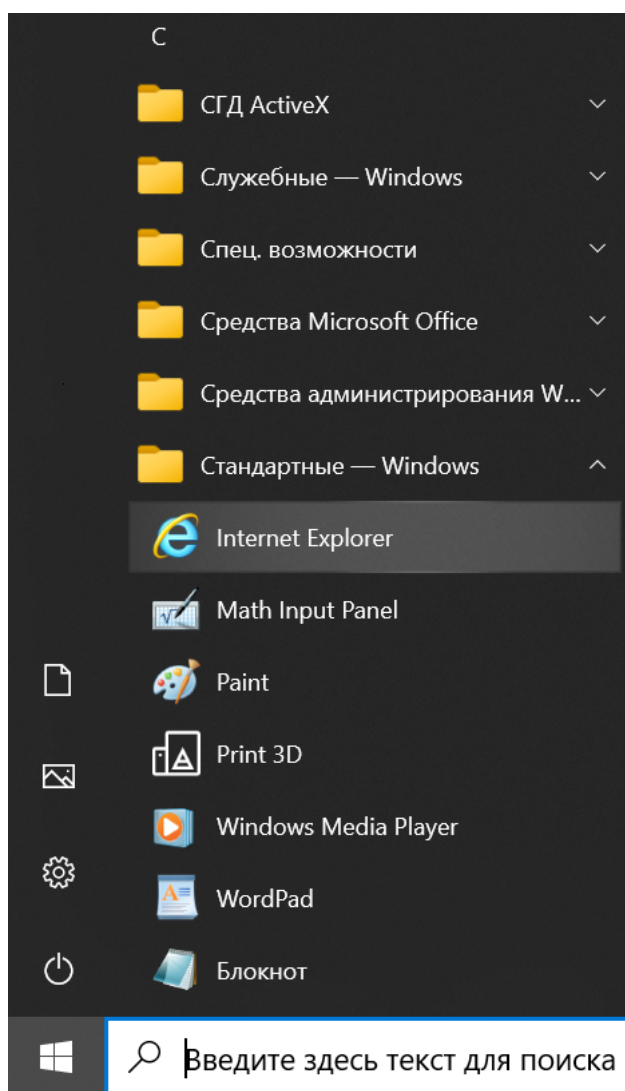 С
СГД ActiveX
Служебные — Windows
Спец. возможности
Средства Microsoft Office
Средства администрирования W...
Стандартные — Windows
Internet Explorer
Math Input Panel
Paint
Print 3D
Windows Media Player
WordPad
Блокнот
Введите здесь текст для поиска